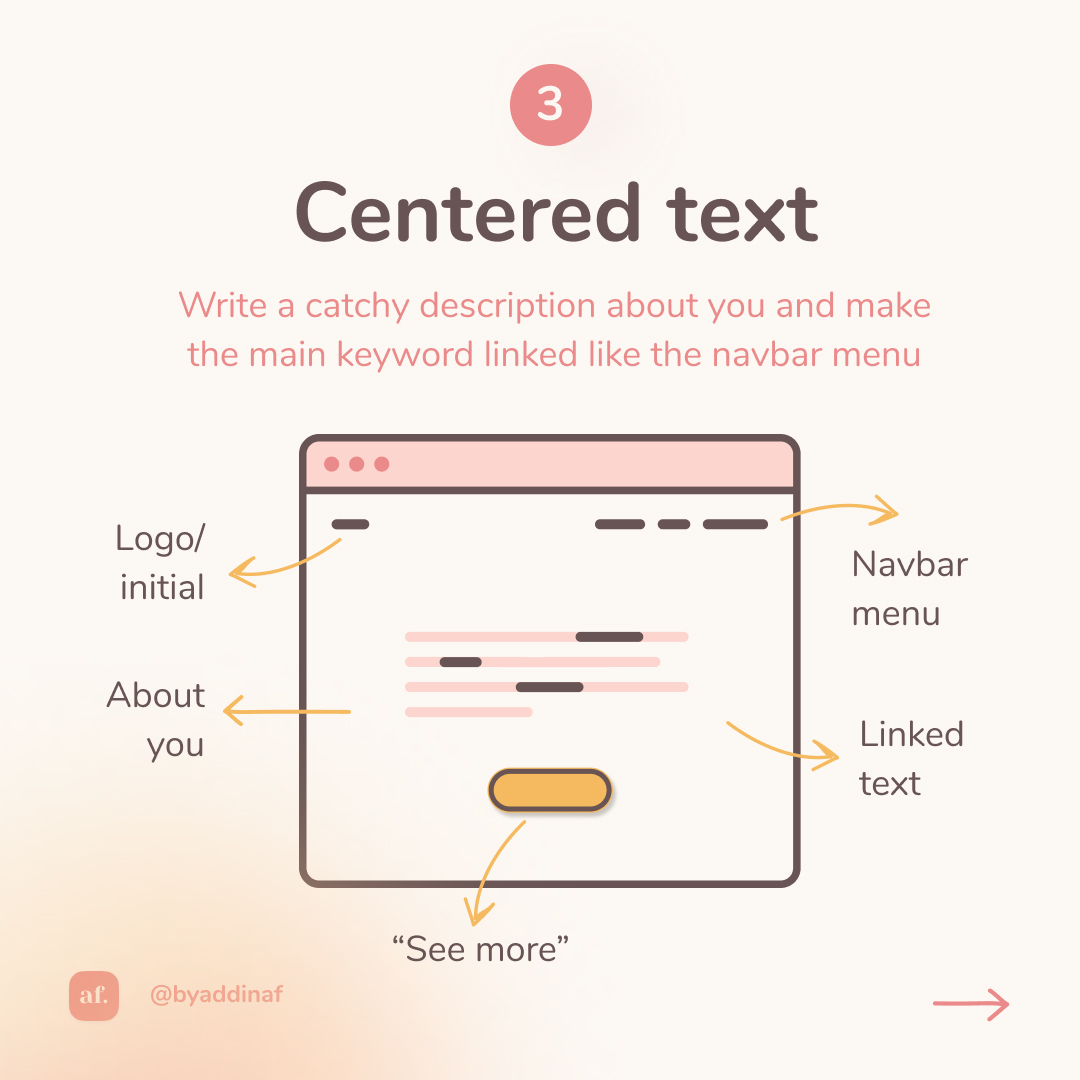 3
Centered text
Write a catchy description about you and make
the main keyword linked like the navbar menu
Logo/
initial
Navbar
menu
About
you
Linked
text
“See more”
af.
@byaddinaf